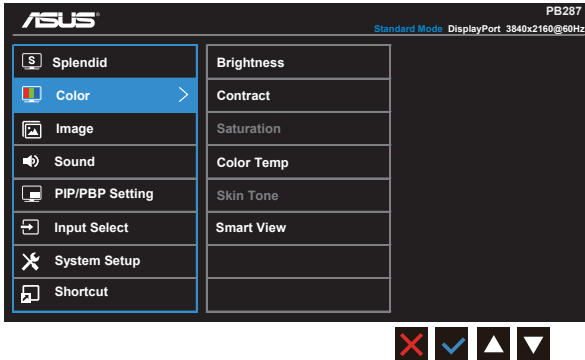 ASUS
PB287
Standard Mode DisplayPort 3840x2160@60Hz
S Splendid
Color
Image
Sound
PIP/PBP Setting
Input Select
System Setup
Shortcut
Brightness
Contract
Saturation
Color Temp
Skin Tone
Smart View